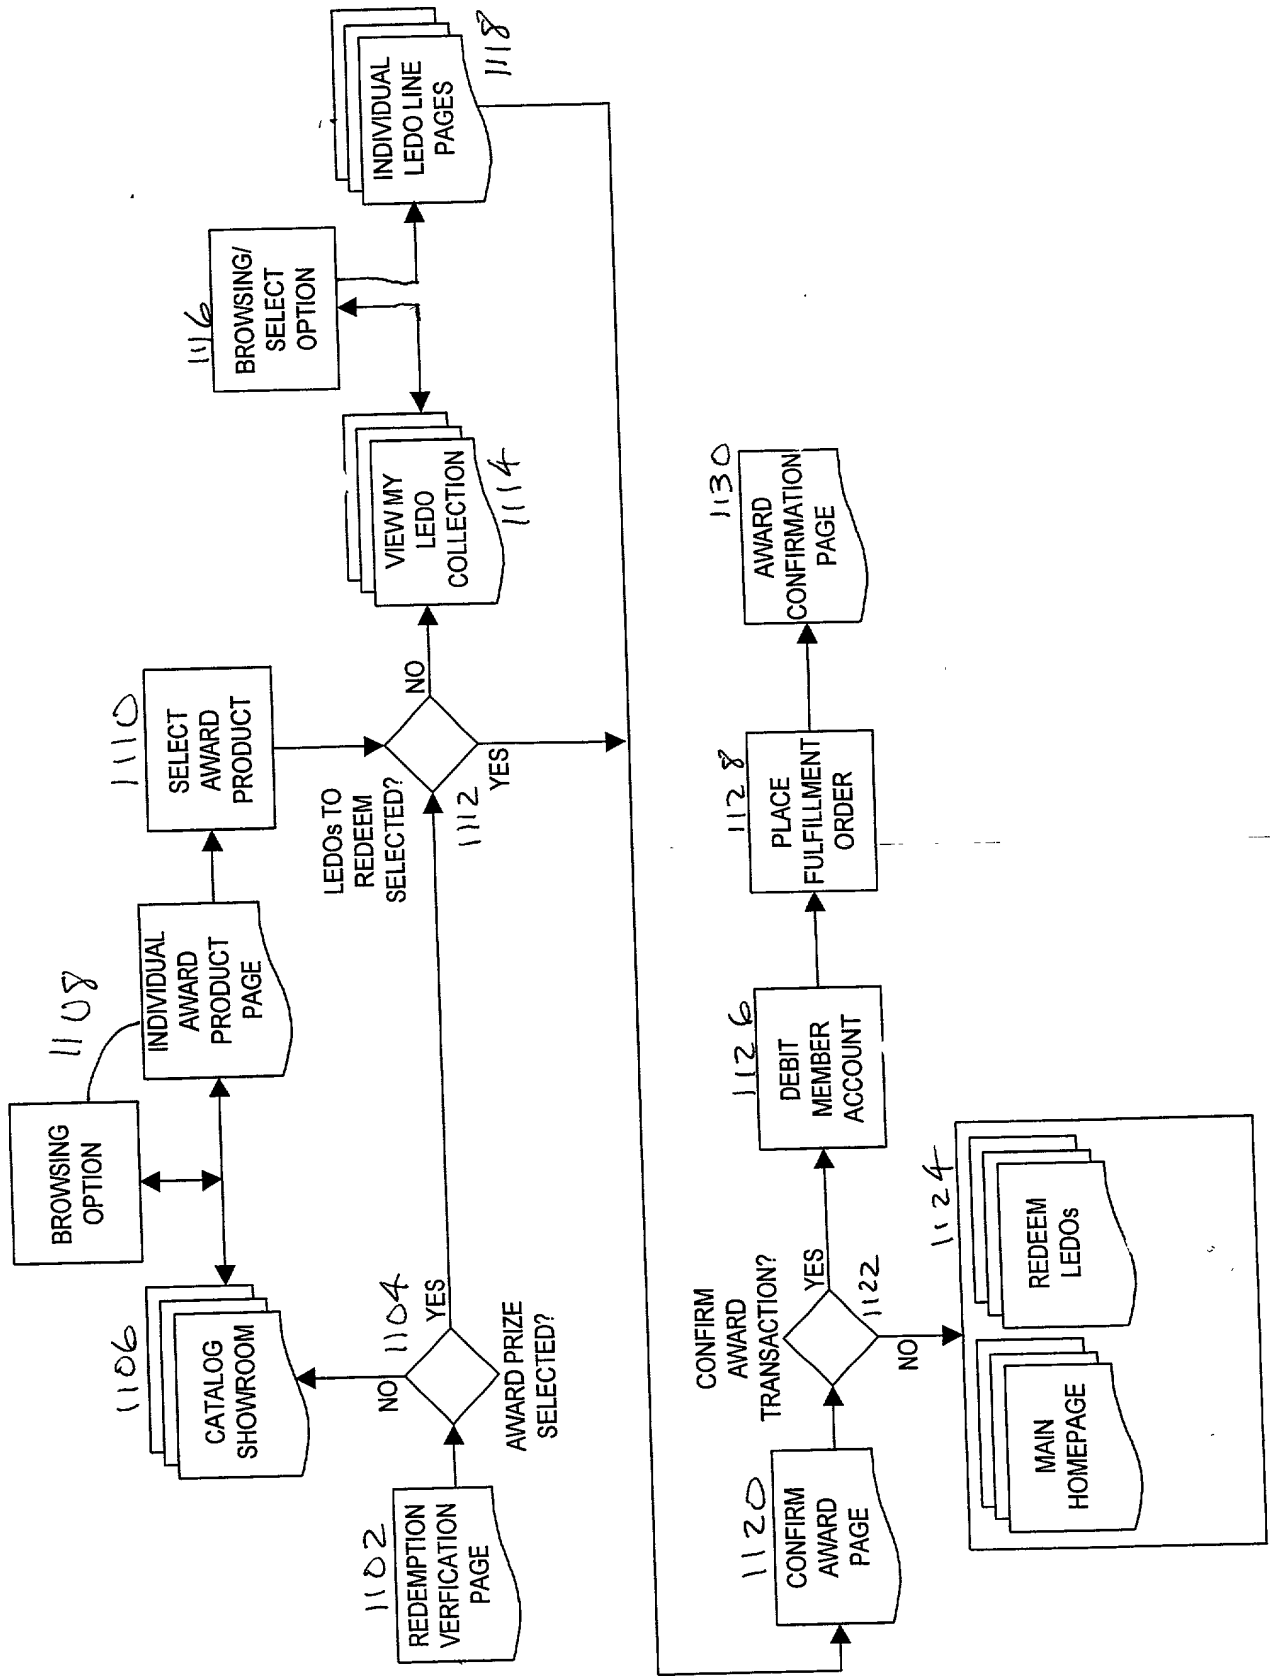 1102
REDEMPTION
VERFICATION
PAGE
1104
NO
YES
AWARD PRIZE
SELECTED?
1106
CATALOG
SHOWROOM
BROWSING
OPTION
1108
INDIVIDUAL
AWARD
PRODUCT
PAGE
1110
SELECT
AWARD
PRODUCT
LEDOs TO
REDEEM
SELECTED?
1112
NO
YES
VIEW MY
LEDO
COLLECTION
1114
1116
BROWSING/
SELECT
OPTION
INDIVIDUAL
LEDO LINE
PAGES
1118
1120
CONFIRM
AWARD
PAGE
CONFIRM
AWARD
TRANSACTION?
YES
1122
NO
1124
MAIN
HOMEPAGE
REDEEM
LEDOs
1126
DEBIT
MEMBER
ACCOUNT
1128
PLACE
FULFILLMENT
ORDER
1130
AWARD
CONFIRMATION
PAGE